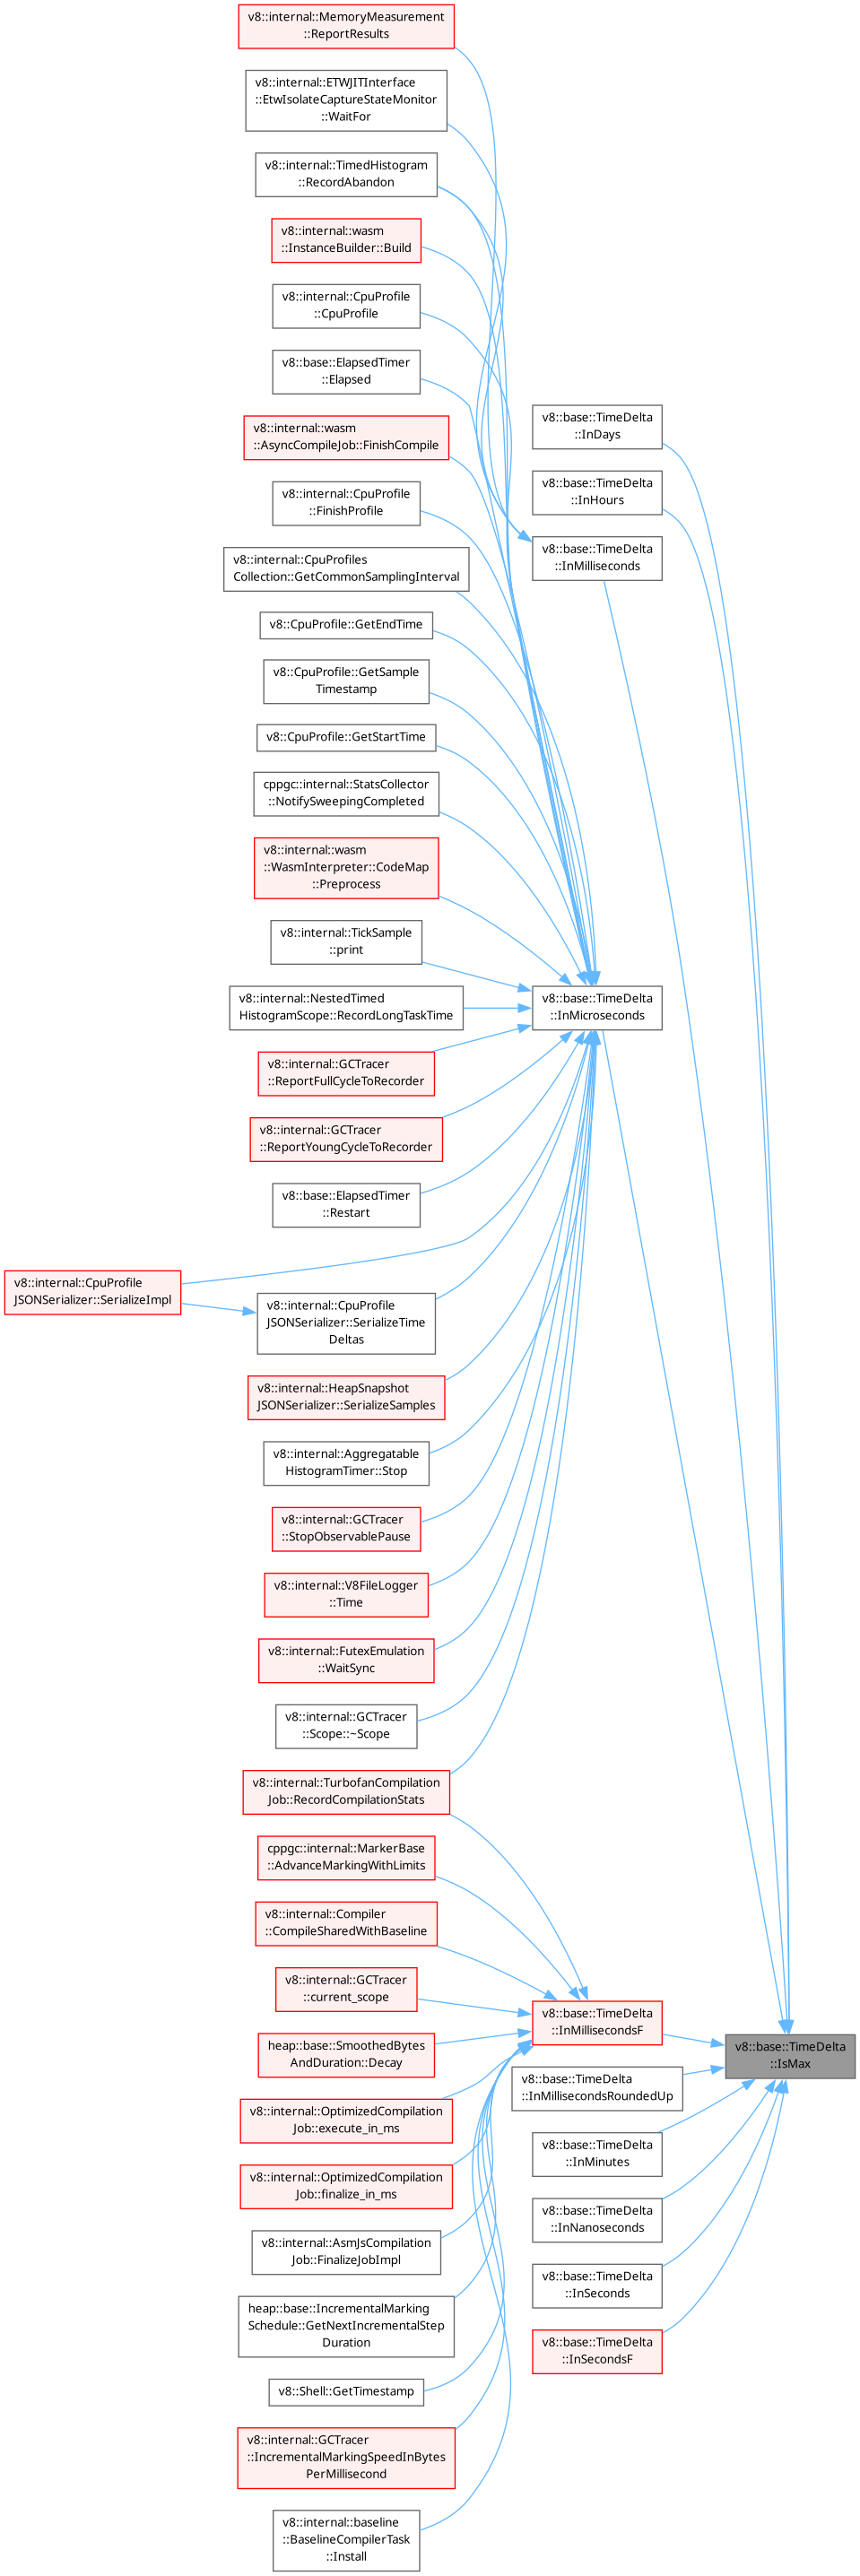 v8::internal::MemoryMeasurement
::ReportResults
v8::internal::ETWJITInterface
::EtwIsolateCaptureStateMonitor
::WaitFor
v8::internal::TimedHistogram
::RecordAbandon
v8::internal::wasm
::InstanceBuilder::Build
v8::internal::CpuProfile
::CpuProfile
v8::base::ElapsedTimer
::Elapsed
v8::internal::wasm
::AsyncCompileJob::FinishCompile
v8::internal::CpuProfile
::FinishProfile
v8::internal::CpuProfiles
Collection::GetCommonSamplingInterval
v8::CpuProfile::GetEndTime
v8::CpuProfile::GetSample
Timestamp
v8::CpuProfile::GetStartTime
cppgc::internal::StatsCollector
::NotifySweepingCompleted
v8::internal::wasm
::WasmInterpreter::CodeMap
::Preprocess
v8::internal::TickSample
::print
v8::internal::NestedTimed
HistogramScope::RecordLongTaskTime
v8::internal::GCTracer
::ReportFullCycleToRecorder
v8::internal::GCTracer
::ReportYoungCycleToRecorder
v8::base::ElapsedTimer
::Restart
v8::internal::CpuProfile
JSONSerializer::SerializeImpl
v8::internal::CpuProfile
JSONSerializer::SerializeTime
Deltas
v8::internal::HeapSnapshot
JSONSerializer::SerializeSamples
v8::internal::Aggregatable
HistogramTimer::Stop
v8::internal::GCTracer
::StopObservablePause
v8::internal::V8FileLogger
::Time
v8::internal::FutexEmulation
::WaitSync
v8::internal::GCTracer
::Scope::~Scope
v8::internal::TurbofanCompilation
Job::RecordCompilationStats
cppgc::internal::MarkerBase
::AdvanceMarkingWithLimits
v8::internal::Compiler
::CompileSharedWithBaseline
v8::internal::GCTracer
::current_scope
heap::base::SmoothedBytes
AndDuration::Decay
v8::internal::OptimizedCompilation
Job::execute_in_ms
v8::internal::OptimizedCompilation
Job::finalize_in_ms
v8::internal::AsmJsCompilation
Job::FinalizeJobImpl
heap::base::IncrementalMarking
Schedule::GetNextIncrementalStep
Duration
v8::Shell::GetTimestamp
v8::internal::GCTracer
::IncrementalMarkingSpeedInBytes
PerMillisecond
v8::internal::baseline
::BaselineCompilerTask
::Install
v8::base::TimeDelta
::InDays
v8::base::TimeDelta
::InHours
v8::base::TimeDelta
::InMilliseconds
v8::base::TimeDelta
::InMicroseconds
v8::base::TimeDelta
::InMillisecondsF
v8::base::TimeDelta
::InMillisecondsRoundedUp
v8::base::TimeDelta
::InMinutes
v8::base::TimeDelta
::InNanoseconds
v8::base::TimeDelta
::InSeconds
v8::base::TimeDelta
::InSecondsF
v8::base::TimeDelta
::IsMax